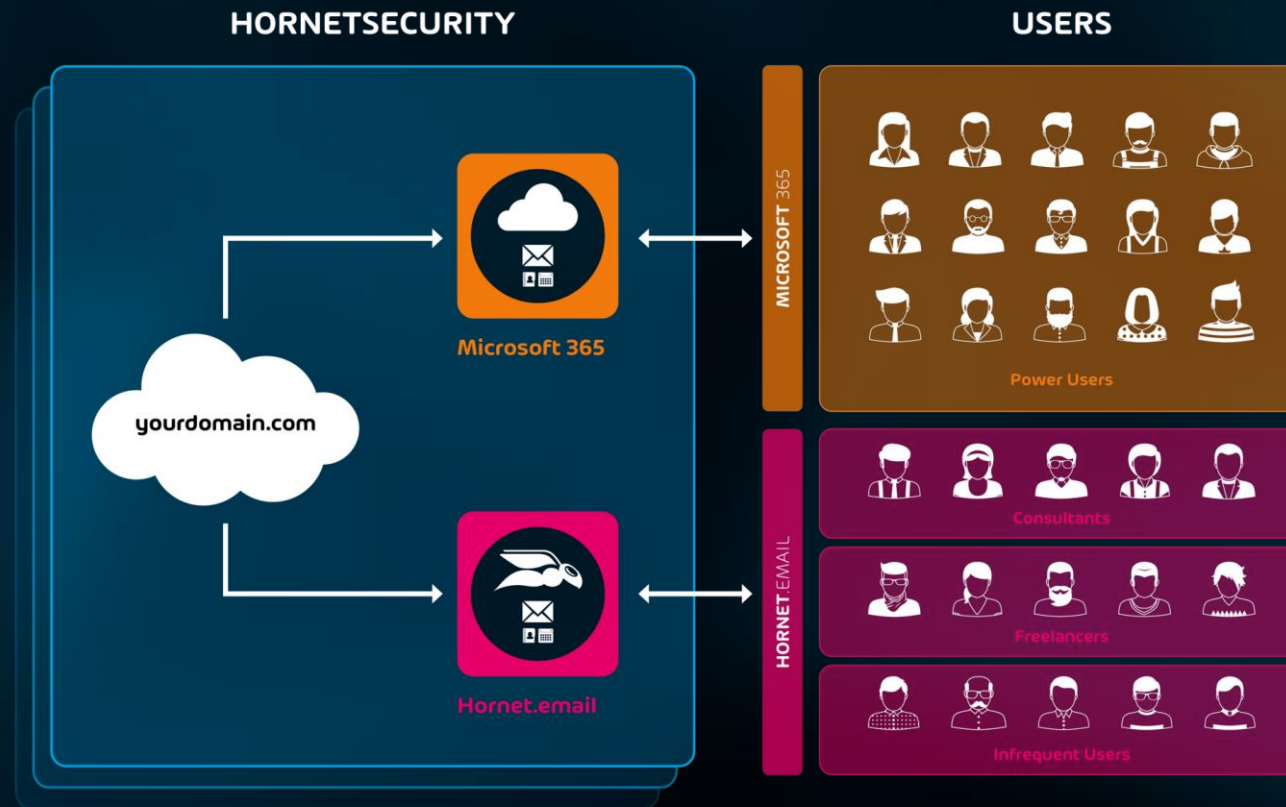 HORNETSECURITY
USERS
yourdomain.com
Microsoft 365
Hornet.email
MICROSOFT 365
Power Users
HORNET.EMAIL
Consultants
Freelancers
Infrequent Users